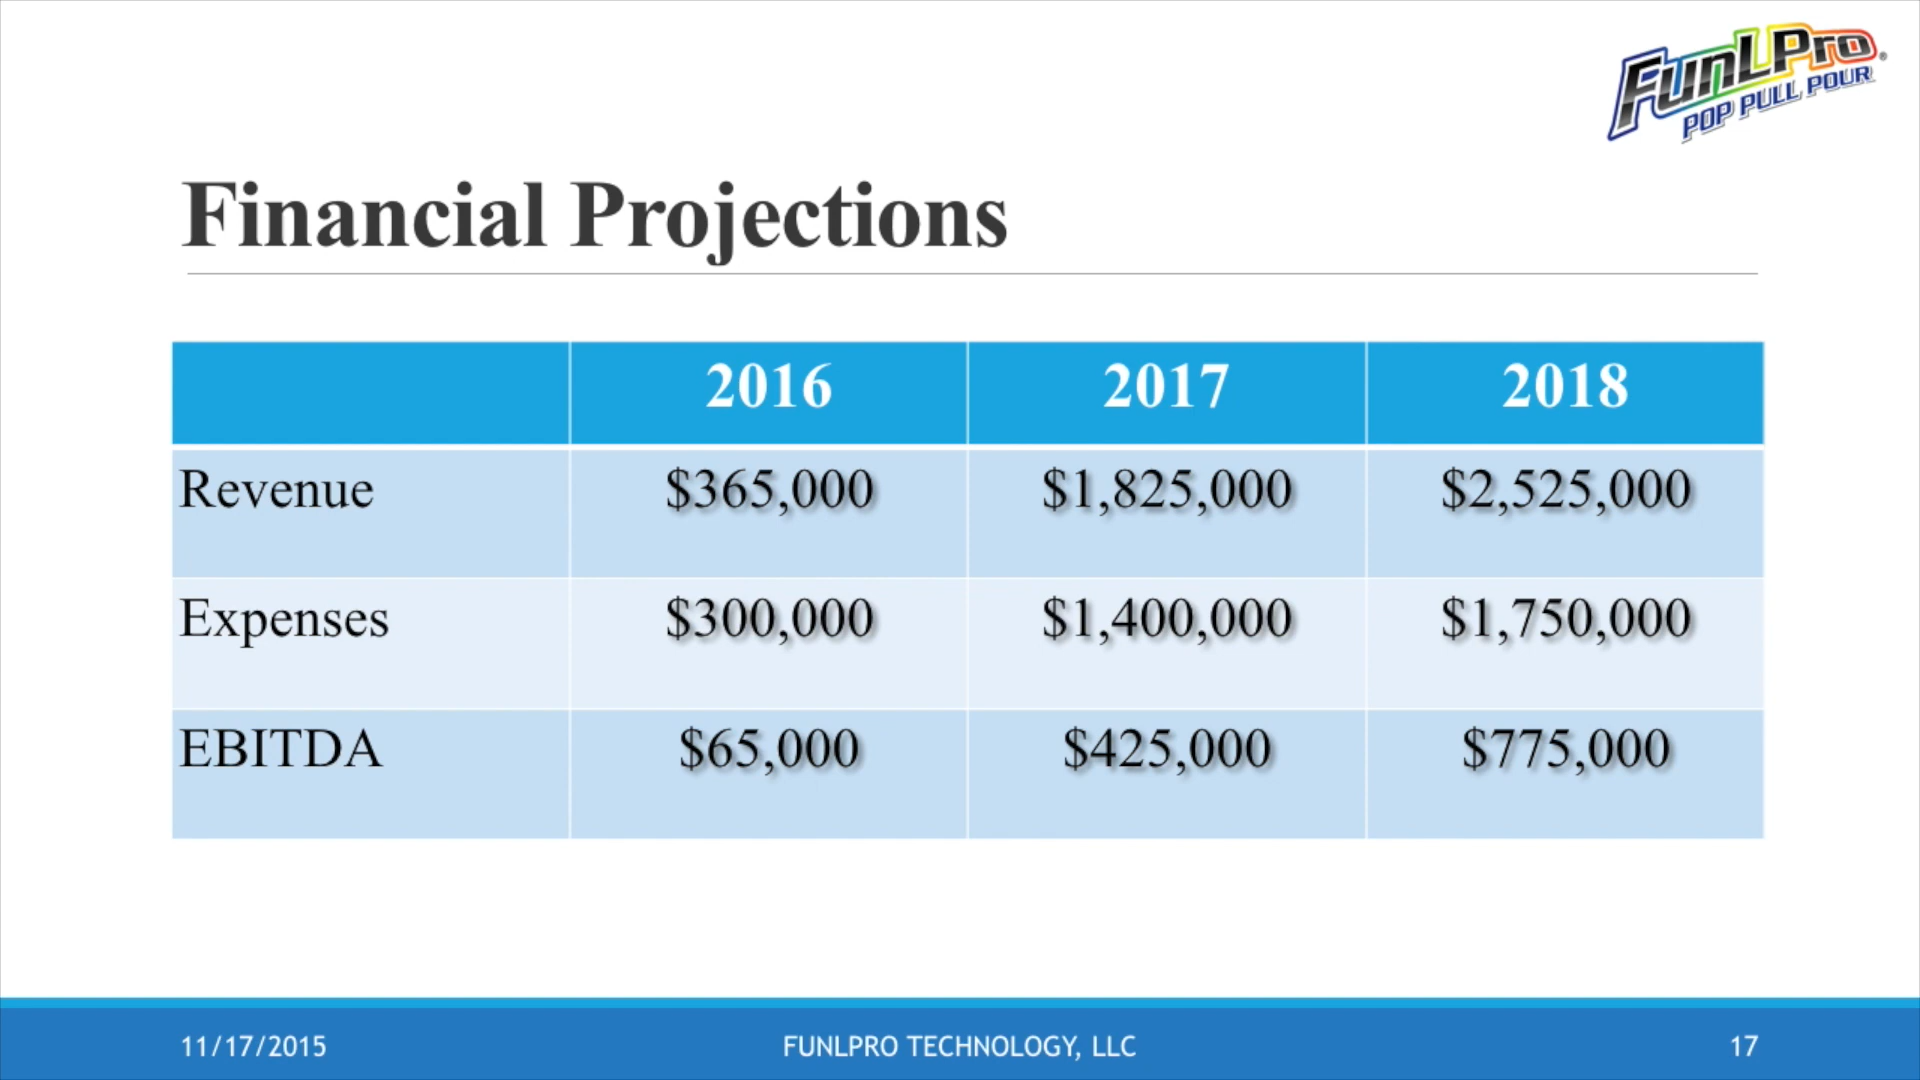 FunLPro®
POP PULL POUR
Financial Projections
2016 2017 2018
Revenue $365,000 $1,825,000 $2,525,000
Expenses $300,000 $1,400,000 $1,750,000
EBITDA $65,000 $425,000 $775,000
11/17/2015 FUNLPRO TECHNOLOGY, LLC 17